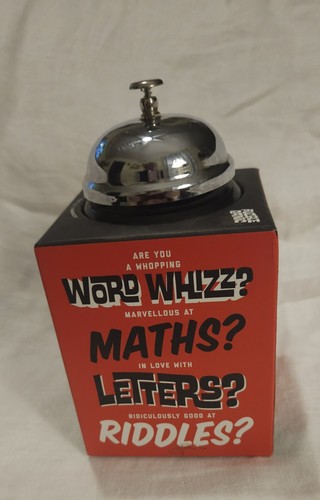 ARE YOU
A WHOPPING
WORD WHIZZ?
MARVELLOUS AT
MATHS?
IN LOVE WITH
LETTERS?
RIDICULOUSLY GOOD AT
RIDDLES?